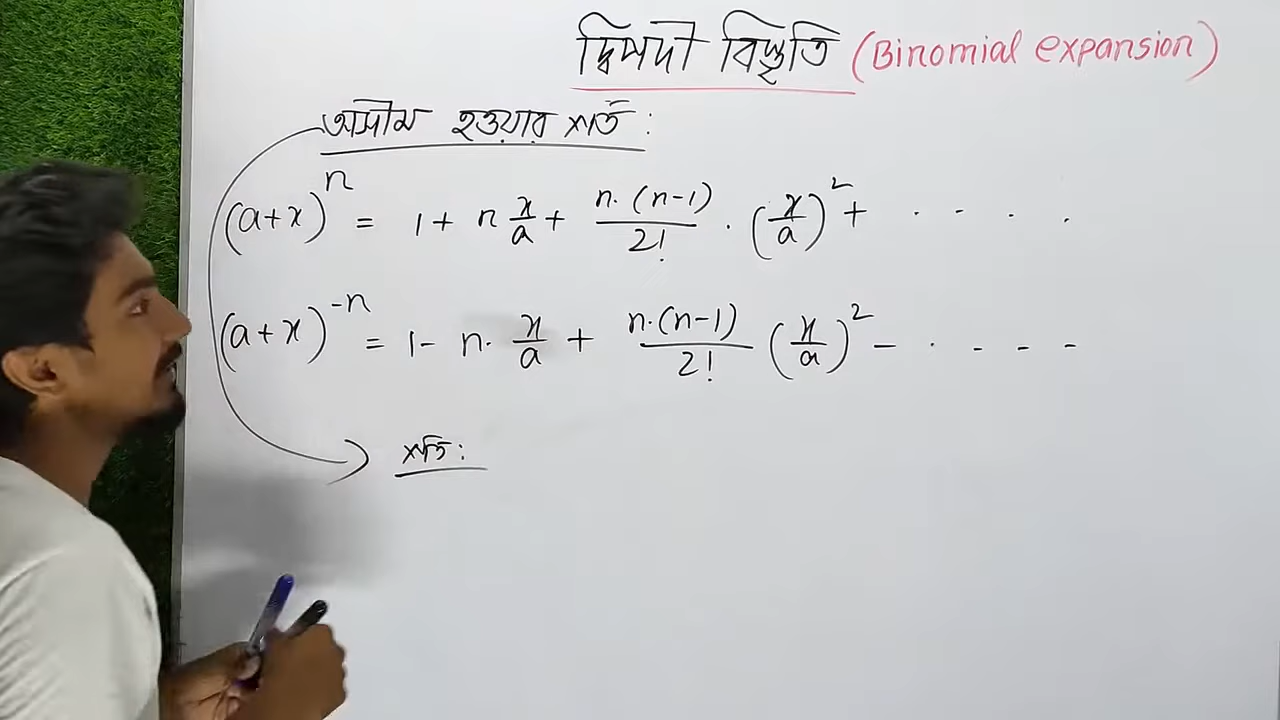 দ্বিপদী বিস্তৃতি (Binomial expansion)
অসীম হওয়ার শর্ত :
(a+x)^n = 1 + n x/a + n.(n-1)/2! . (x/a)^2 + . - . .
(a+x)^-n = 1 - n. x/a + n.(n-1)/2! (x/a)^2 - . - - -
শর্ত :